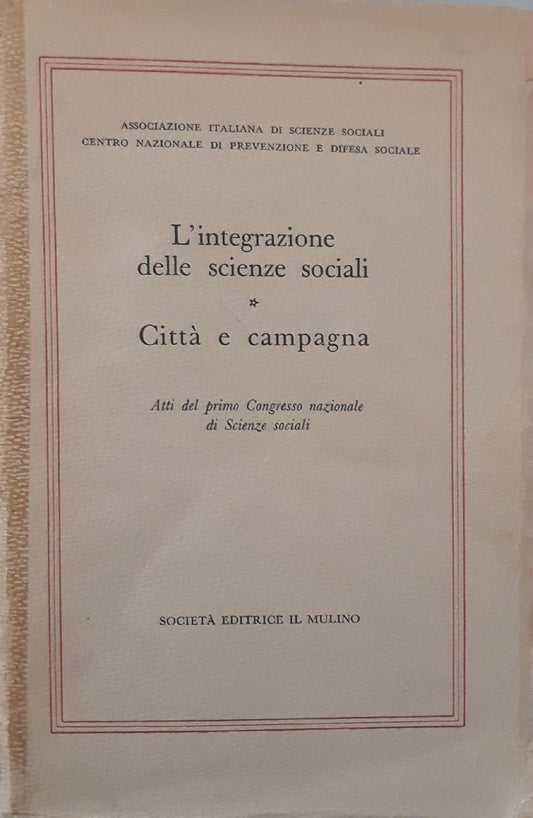 ASSOCIAZIONE ITALIANA DI SCIENZE SOCIALI
CENTRO NAZIONALE DI PREVENZIONE E DIFESA SOCIALE
L'integrazione
delle scienze sociali
*
Città e campagna
Atti del primo Congresso nazionale
di Scienze sociali
SOCIETÀ EDITRICE IL MULINO